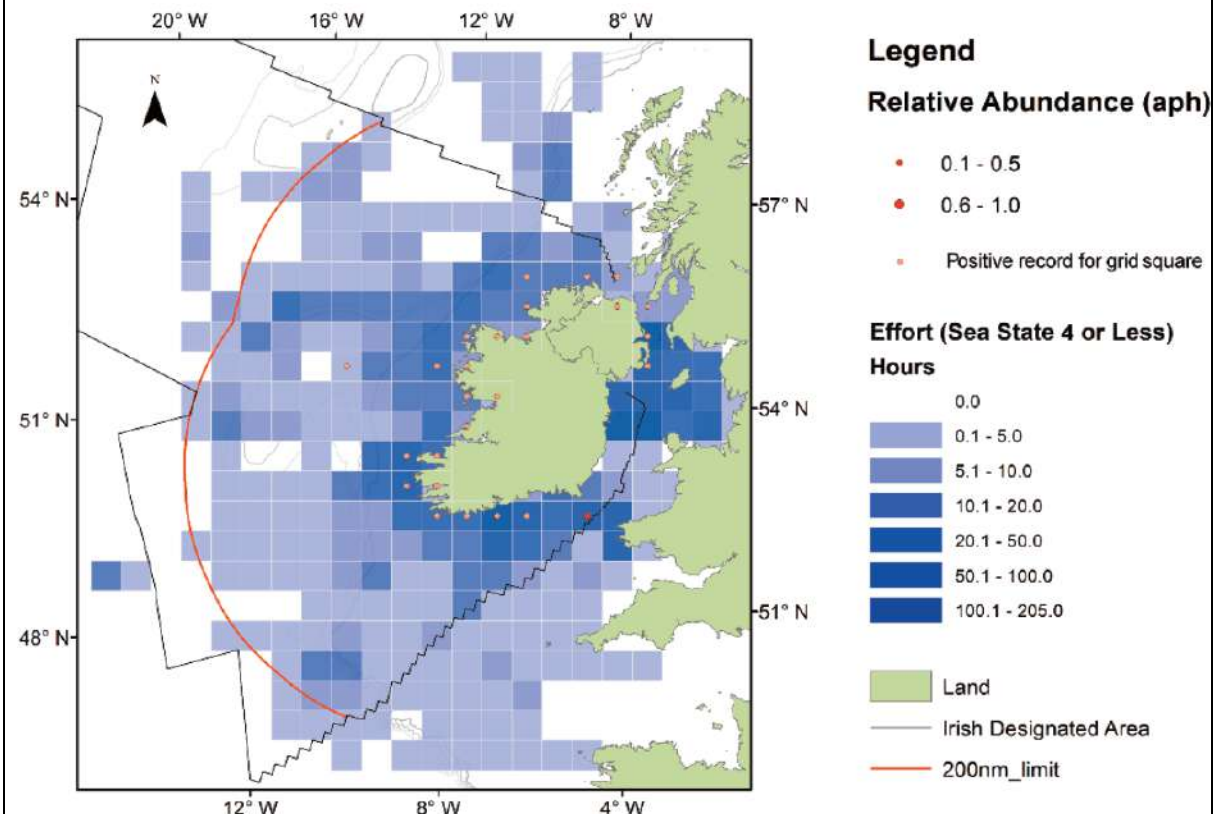 20° W 16° W 12° W 8° W
N
54° N
57° N
51° N
54° N
48° N
51° N
12° W 8° W 4° W
Legend
Relative Abundance (aph)
0.1 - 0.5
0.6 - 1.0
Positive record for grid square
Effort (Sea State 4 or Less)
Hours
0.0
0.1 - 5.0
5.1 - 10.0
10.1 - 20.0
20.1 - 50.0
50.1 - 100.0
100.1 - 205.0
Land
Irish Designated Area
200nm_limit